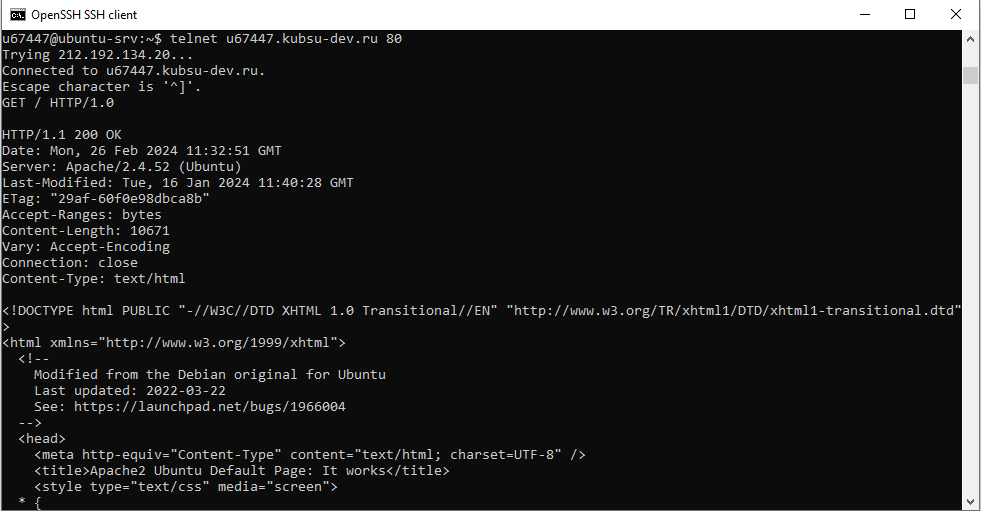 OpenSSH SSH client
u67447@ubuntu-srv:~$ telnet u67447.kubsu-dev.ru 80
Trying 212.192.134.20...
Connected to u67447.kubsu-dev.ru.
Escape character is '^]'.
GET / HTTP/1.0

HTTP/1.1 200 OK
Date: Mon, 26 Feb 2024 11:32:51 GMT
Server: Apache/2.4.52 (Ubuntu)
Last-Modified: Tue, 16 Jan 2024 11:40:28 GMT
ETag: "29af-60f0e98dbca8b"
Accept-Ranges: bytes
Content-Length: 10671
Vary: Accept-Encoding
Connection: close
Content-Type: text/html

<!DOCTYPE html PUBLIC "-//W3C//DTD XHTML 1.0 Transitional//EN" "http://www.w3.org/TR/xhtml1/DTD/xhtml1-transitional.dtd"
>
<html xmlns="http://www.w3.org/1999/xhtml">
  <!--
    Modified from the Debian original for Ubuntu
    Last updated: 2022-03-22
    See: https://launchpad.net/bugs/1966004
  -->
  <head>
    <meta http-equiv="Content-Type" content="text/html; charset=UTF-8" />
    <title>Apache2 Ubuntu Default Page: It works</title>
    <style type="text/css" media="screen">
  * {